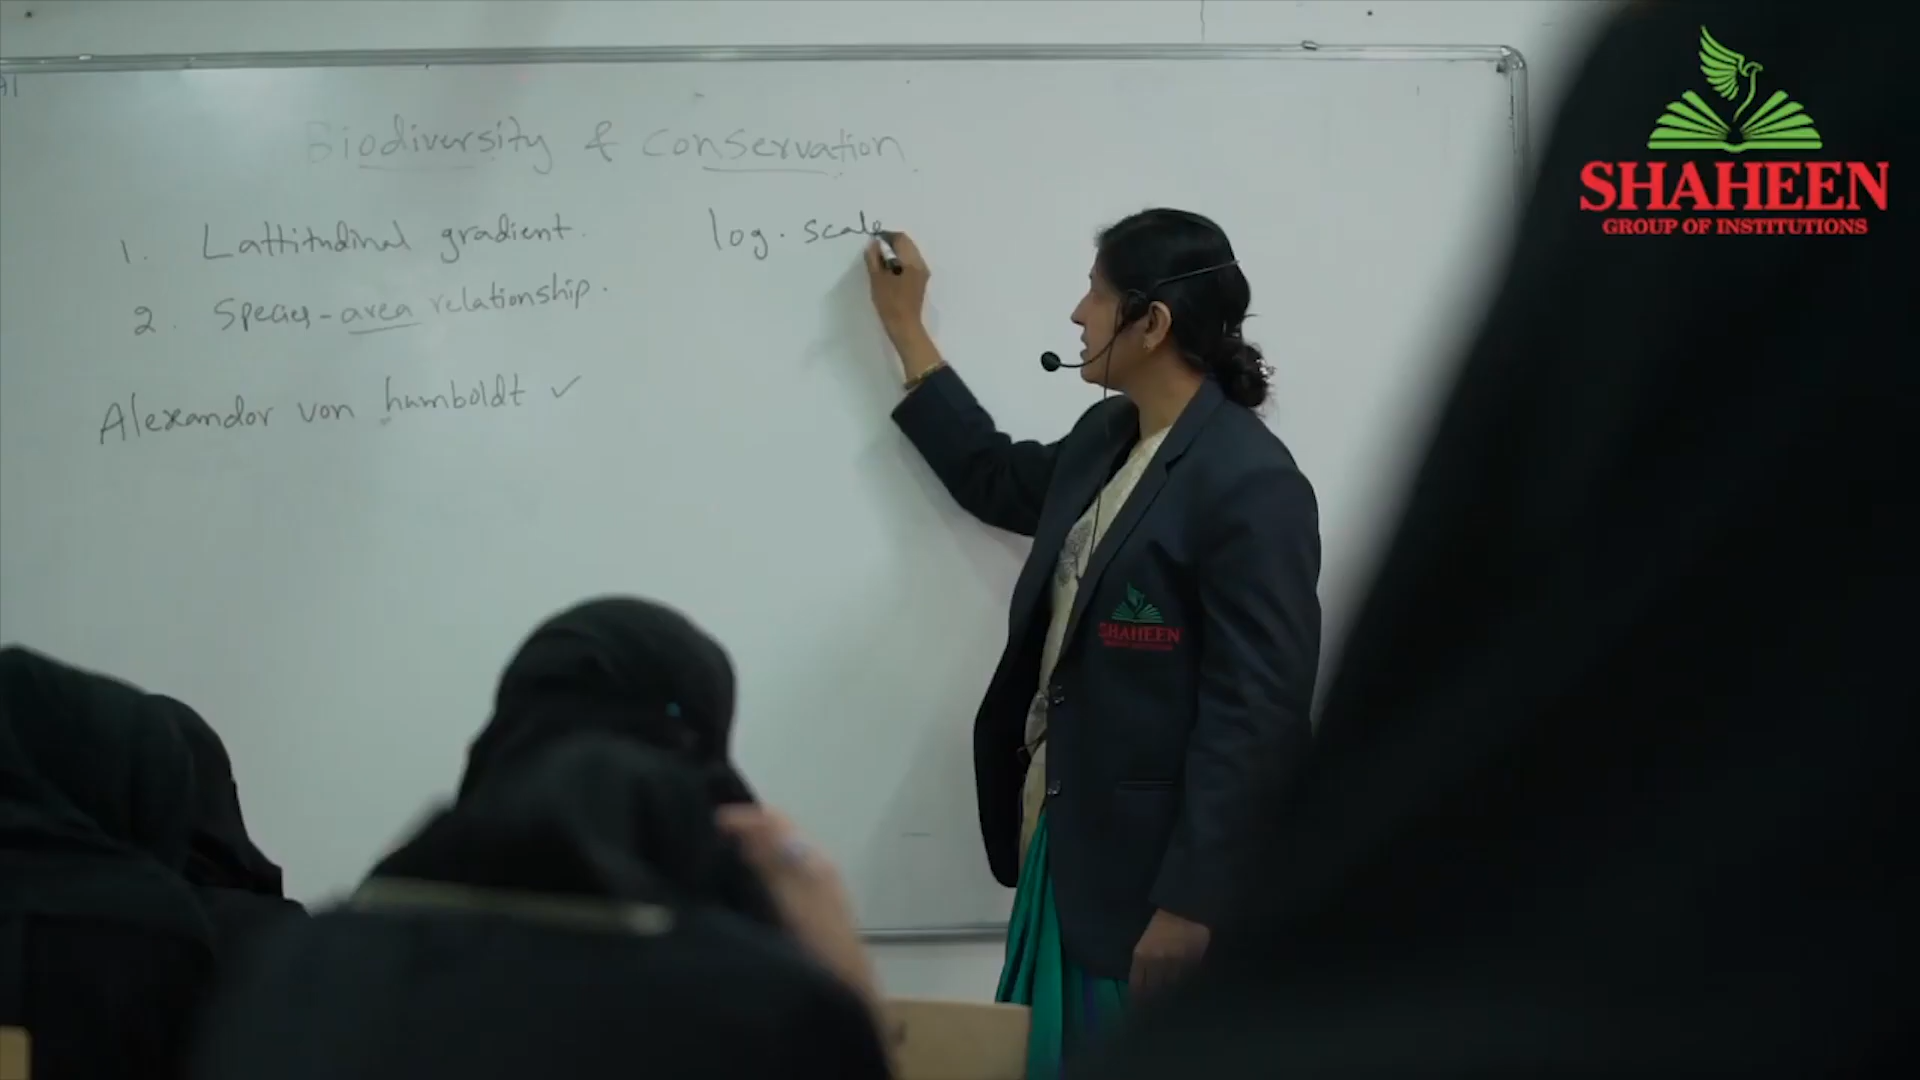 Biodiversity & Conservation
1. Lattitudinal gradient.
2. Species-area relationship.
Alexandor von humboldt ✓
log. scale
SHAHEEN
GROUP OF INSTITUTIONS
SHAHEEN